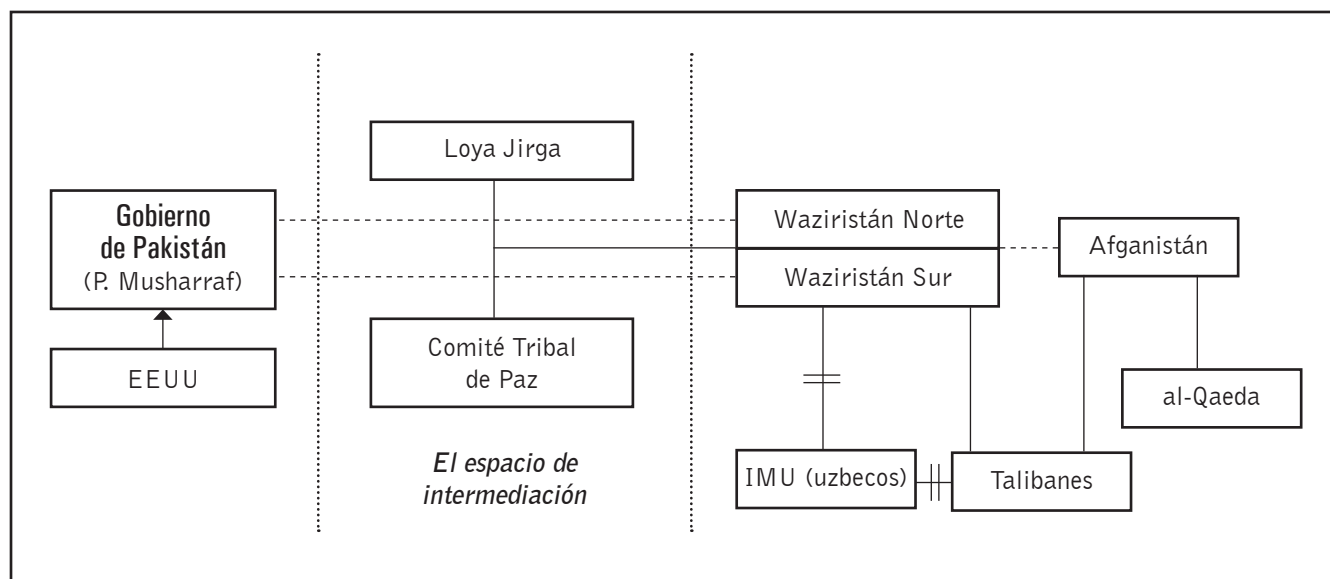 Gobierno
de Pakistán
(P. Musharraf)
EEUU
Loya Jirga
Comité Tribal
de Paz
El espacio de
intermediación
Waziristán Norte
Waziristán Sur
Afganistán
al-Qaeda
IMU (uzbecos)
Talibanes